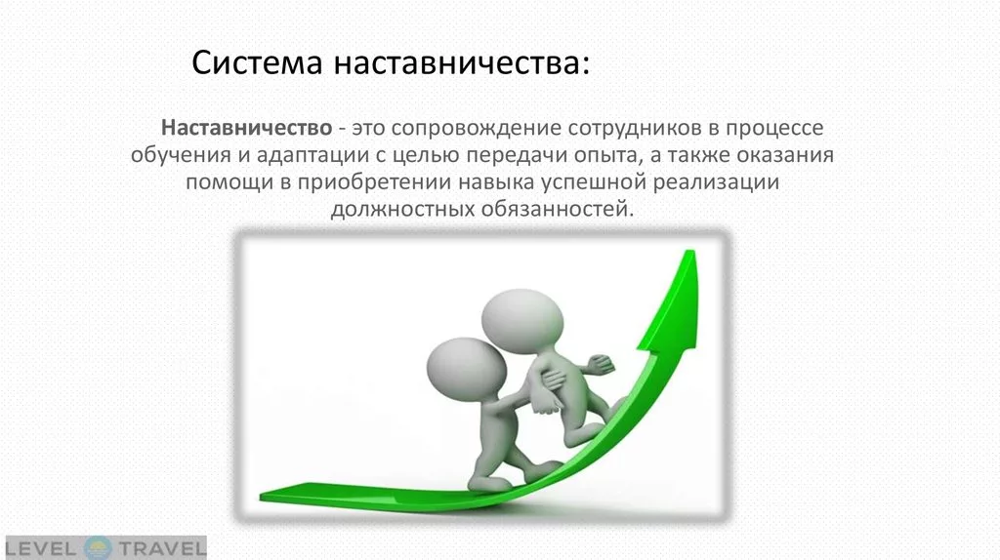 Система наставничества:
Наставничество - это сопровождение сотрудников в процессе
обучения и адаптации с целью передачи опыта, а также оказания
помощи в приобретении навыка успешной реализации
должностных обязанностей.
LEVEL TRAVEL